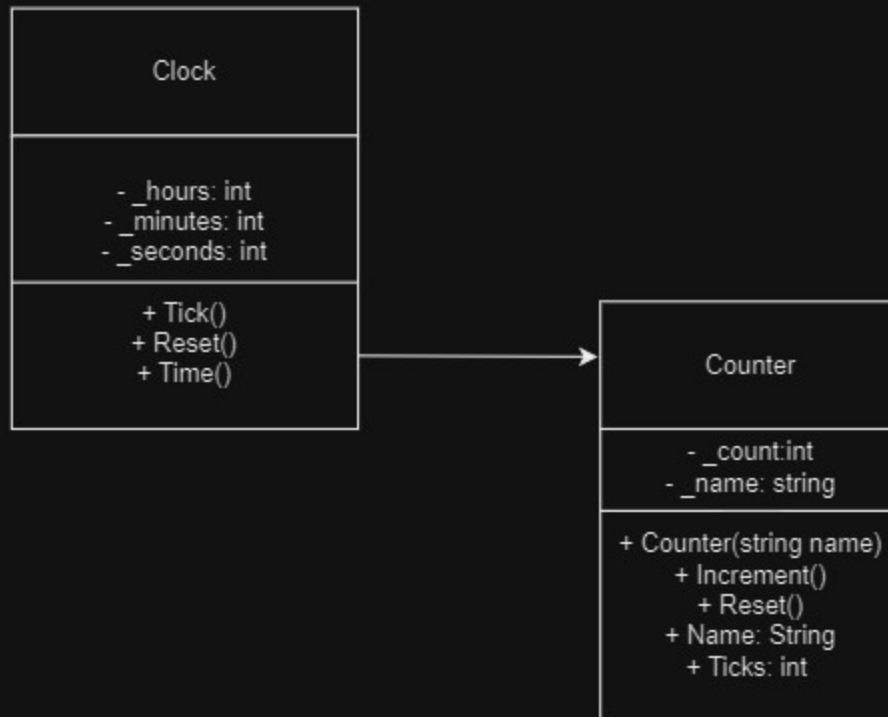 Clock
- _hours: int
- _minutes: int
- _seconds: int
+ Tick()
+ Reset()
+ Time()
Counter
- _count:int
- _name: string
+ Counter(string name)
+ Increment()
+ Reset()
+ Name: String
+ Ticks: int